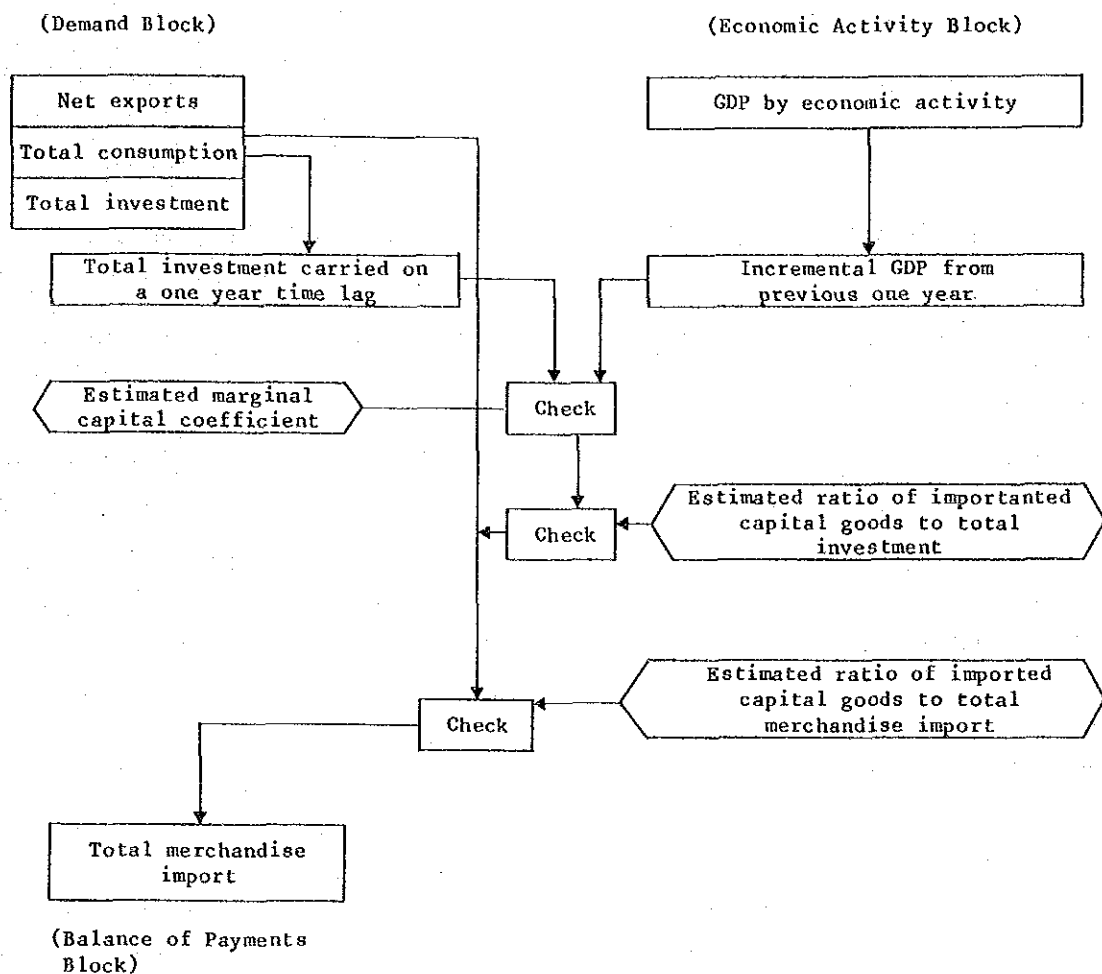 (Demand Block)
(Economic Activity Block)
Net exports
Total consumption
Total investment
GDP by economic activity
Total investment carried on
a one year time lag
Incremental GDP from
previous one year
Estimated marginal
capital coefficient
Check
Check
Estimated ratio of importanted
capital goods to total
investment
Estimated ratio of imported
capital goods to total
merchandise import
Check
Total merchandise
import
(Balance of Payments
Block)